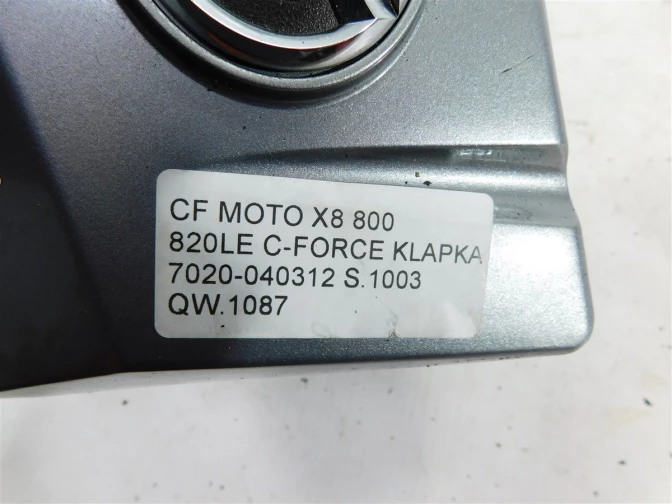 CF MOTO X8 800
820LE C-FORCE KLAPKA
7020-040312 S.1003
QW.1087